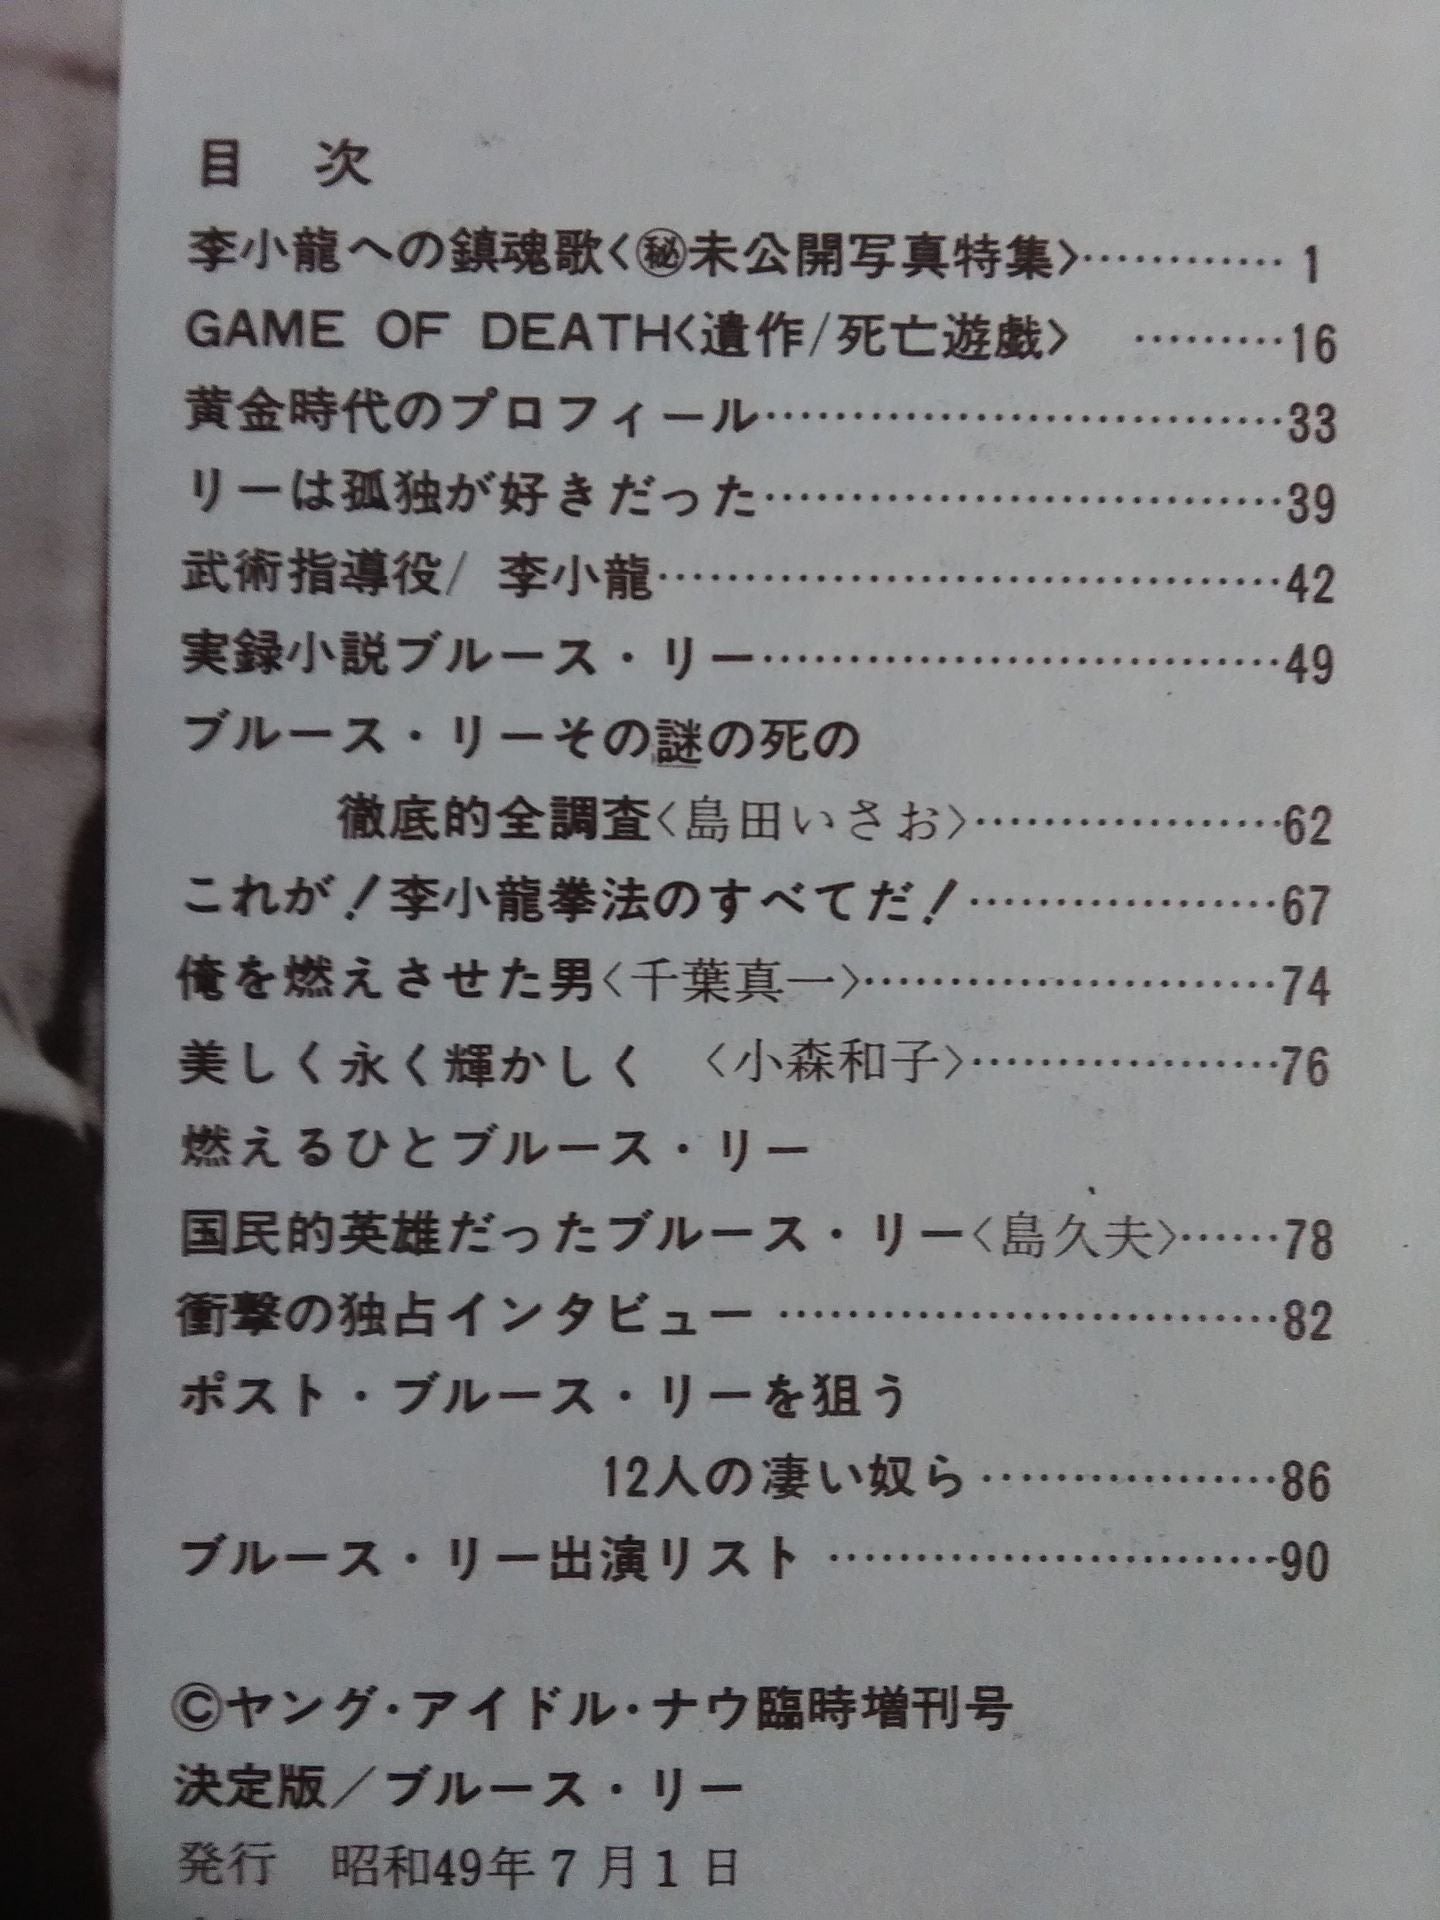 目 次
李小龍への鎮魂歌〈㊙未公開写真特集〉………… 1
GAME OF DEATH〈遺作/死亡遊戯〉 ………16
黄金時代のプロフィール……………………………33
リーは孤独が好きだった……………………………39
武術指導役/ 李小龍…………………………………42
実録小説ブルース・リー……………………………49
ブルース・リーその謎の死の
徹底的全調査〈島田いさお〉………………62
これが!李小龍拳法のすべてだ!………………67
俺を燃えさせた男〈千葉真一〉……………………74
美しく永く輝かしく 〈小森和子〉………………76
燃えるひとブルース・リー
国民的英雄だったブルース・リー〈島久夫〉……78
衝撃の独占インタビュー …………………………82
ポスト・ブルース・リーを狙う
12人の凄い奴ら………………86
ブルース・リー出演リスト ………………………90
©ヤング・アイドル・ナウ臨時増刊号
決定版/ブルース・リー
発行 昭和49年7月1日